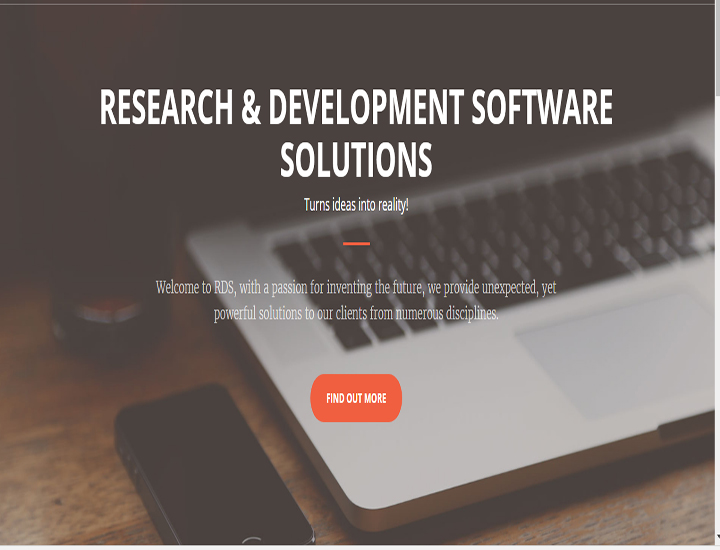 RESEARCH & DEVELOPMENT SOFTWARE
SOLUTIONS
Turns ideas into reality!
Welcome to RDS, with a passion for inventing the future, we provide unexpected, yet
powerful solutions to our clients from numerous disciplines.
FIND OUT MORE